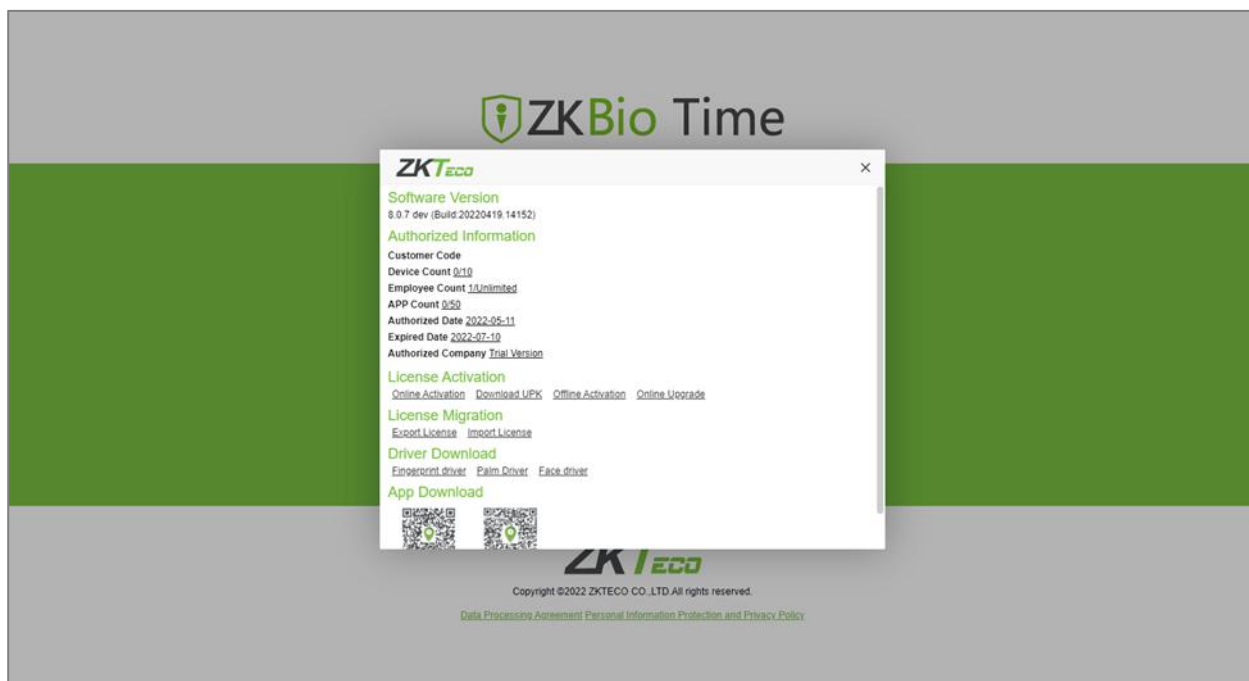 ZKBio Time
ZKTECO
×
Software Version
8.0.7 dev (Build:20220419.14152)
Authorized Information
Customer Code
Device Count 0/10
Employee Count 1/Unlimited
APP Count 0/50
Authorized Date 2022-05-11
Expired Date 2022-07-10
Authorized Company Trial Version
License Activation
Online Activation Download UPK Offline Activation Online Upgrade
License Migration
Export License Import License
Driver Download
Fingerprint driver Palm Driver Face driver
App Download
ZKTECO
Copyright ©2022 ZKTECO CO.,LTD.All rights reserved.
Data Processing Agreement Personal Information Protection and Privacy Policy